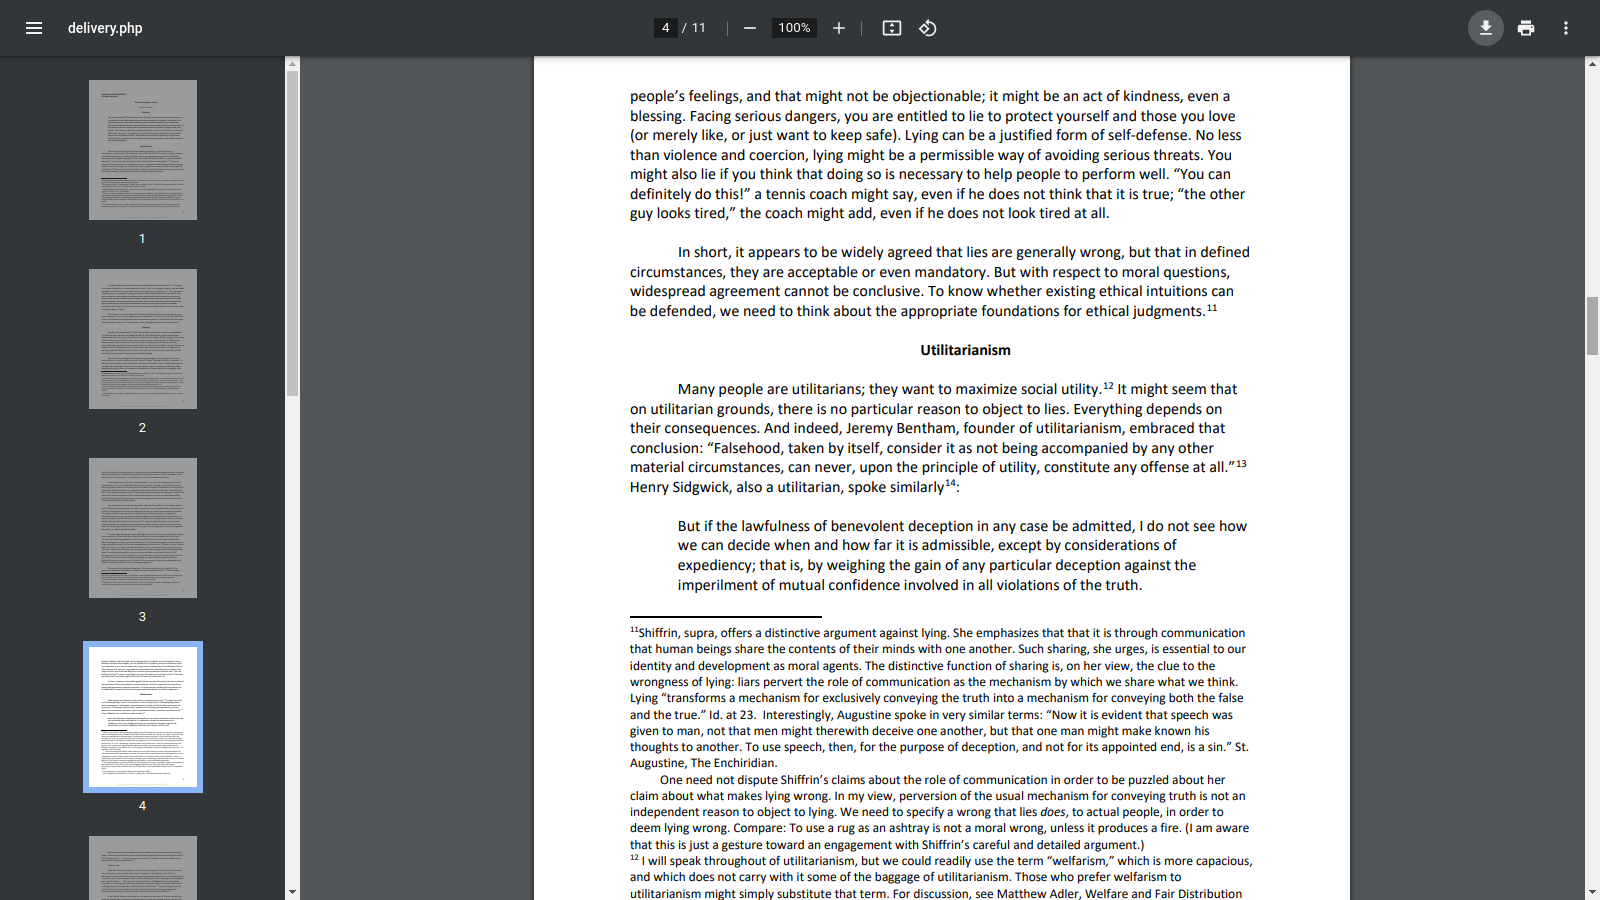 delivery.php
4 / 11
100%
1
2
3
4
people’s feelings, and that might not be objectionable; it might be an act of kindness, even a
blessing. Facing serious dangers, you are entitled to lie to protect yourself and those you love
(or merely like, or just want to keep safe). Lying can be a justified form of self-defense. No less
than violence and coercion, lying might be a permissible way of avoiding serious threats. You
might also lie if you think that doing so is necessary to help people to perform well. “You can
definitely do this!” a tennis coach might say, even if he does not think that it is true; “the other
guy looks tired,” the coach might add, even if he does not look tired at all.
In short, it appears to be widely agreed that lies are generally wrong, but that in defined
circumstances, they are acceptable or even mandatory. But with respect to moral questions,
widespread agreement cannot be conclusive. To know whether existing ethical intuitions can
be defended, we need to think about the appropriate foundations for ethical judgments.11
Utilitarianism
Many people are utilitarians; they want to maximize social utility.12 It might seem that
on utilitarian grounds, there is no particular reason to object to lies. Everything depends on
their consequences. And indeed, Jeremy Bentham, founder of utilitarianism, embraced that
conclusion: “Falsehood, taken by itself, consider it as not being accompanied by any other
material circumstances, can never, upon the principle of utility, constitute any offense at all.”13
Henry Sidgwick, also a utilitarian, spoke similarly14:
But if the lawfulness of benevolent deception in any case be admitted, I do not see how
we can decide when and how far it is admissible, except by considerations of
expediency; that is, by weighing the gain of any particular deception against the
imperilment of mutual confidence involved in all violations of the truth.
11Shiffrin, supra, offers a distinctive argument against lying. She emphasizes that that it is through communication
that human beings share the contents of their minds with one another. Such sharing, she urges, is essential to our
identity and development as moral agents. The distinctive function of sharing is, on her view, the clue to the
wrongness of lying: liars pervert the role of communication as the mechanism by which we share what we think.
Lying “transforms a mechanism for exclusively conveying the truth into a mechanism for conveying both the false
and the true.” Id. at 23.  Interestingly, Augustine spoke in very similar terms: “Now it is evident that speech was
given to man, not that men might therewith deceive one another, but that one man might make known his
thoughts to another. To use speech, then, for the purpose of deception, and not for its appointed end, is a sin.” St.
Augustine, The Enchiridian.
One need not dispute Shiffrin’s claims about the role of communication in order to be puzzled about her
claim about what makes lying wrong. In my view, perversion of the usual mechanism for conveying truth is not an
independent reason to object to lying. We need to specify a wrong that lies does, to actual people, in order to
deem lying wrong. Compare: To use a rug as an ashtray is not a moral wrong, unless it produces a fire. (I am aware
that this is just a gesture toward an engagement with Shiffrin’s careful and detailed argument.)
12 I will speak throughout of utilitarianism, but we could readily use the term “welfarism,” which is more capacious,
and which does not carry with it some of the baggage of utilitarianism. Those who prefer welfarism to
utilitarianism might simply substitute that term. For discussion, see Matthew Adler, Welfare and Fair Distribution